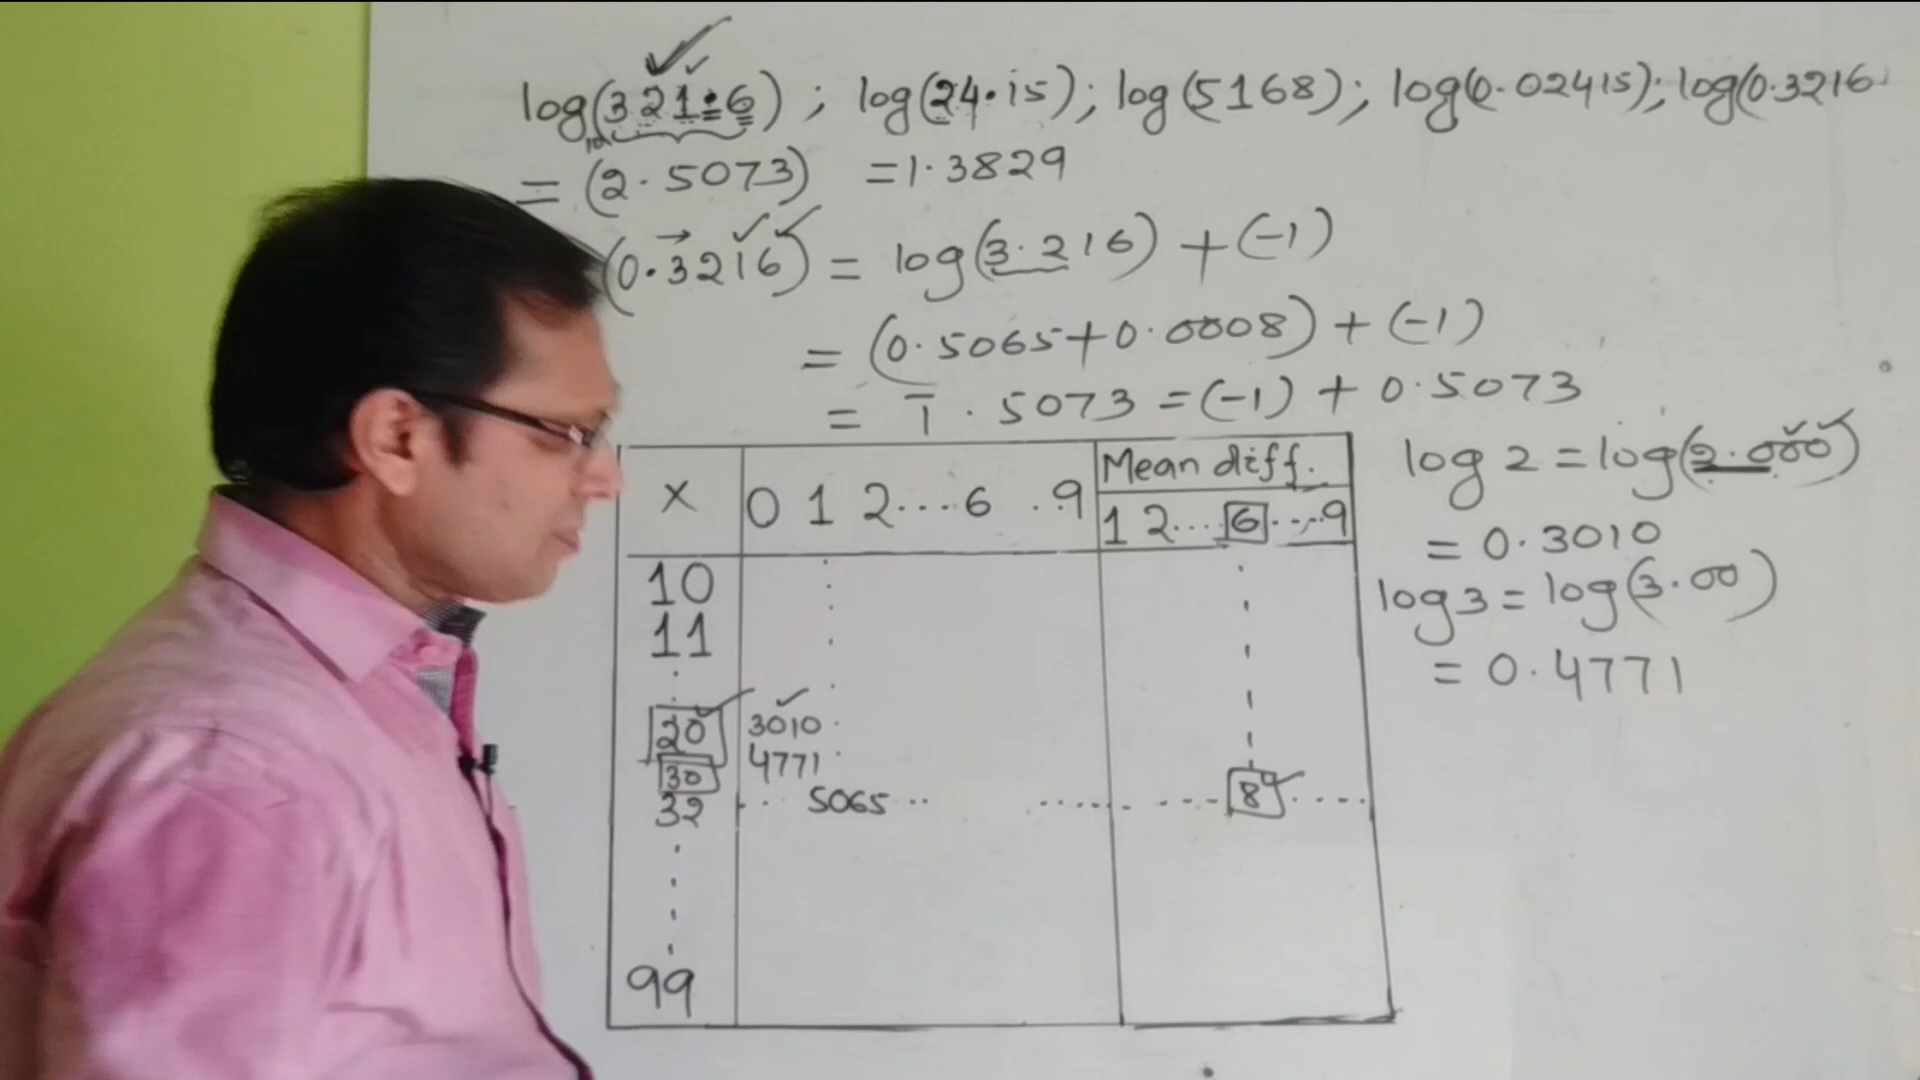 log(321.6) ; log(24.15); log(5168); log(0.02415); log(0.3216
10
= (2.5073) =1.3829
(0.3216) = log(3.216) + (-1)
= (0.5065+0.0008) + (-1)
= 1̅.5073 = (-1) + 0.5073
x 0 1 2...6 ..9 Mean diff.
1 2....6...9
10
11
20 3010
30 4771
32 .. 5065 .. 8
99
log 2 = log(2.000)
= 0.3010
log 3 = log(3.00)
= 0.4771